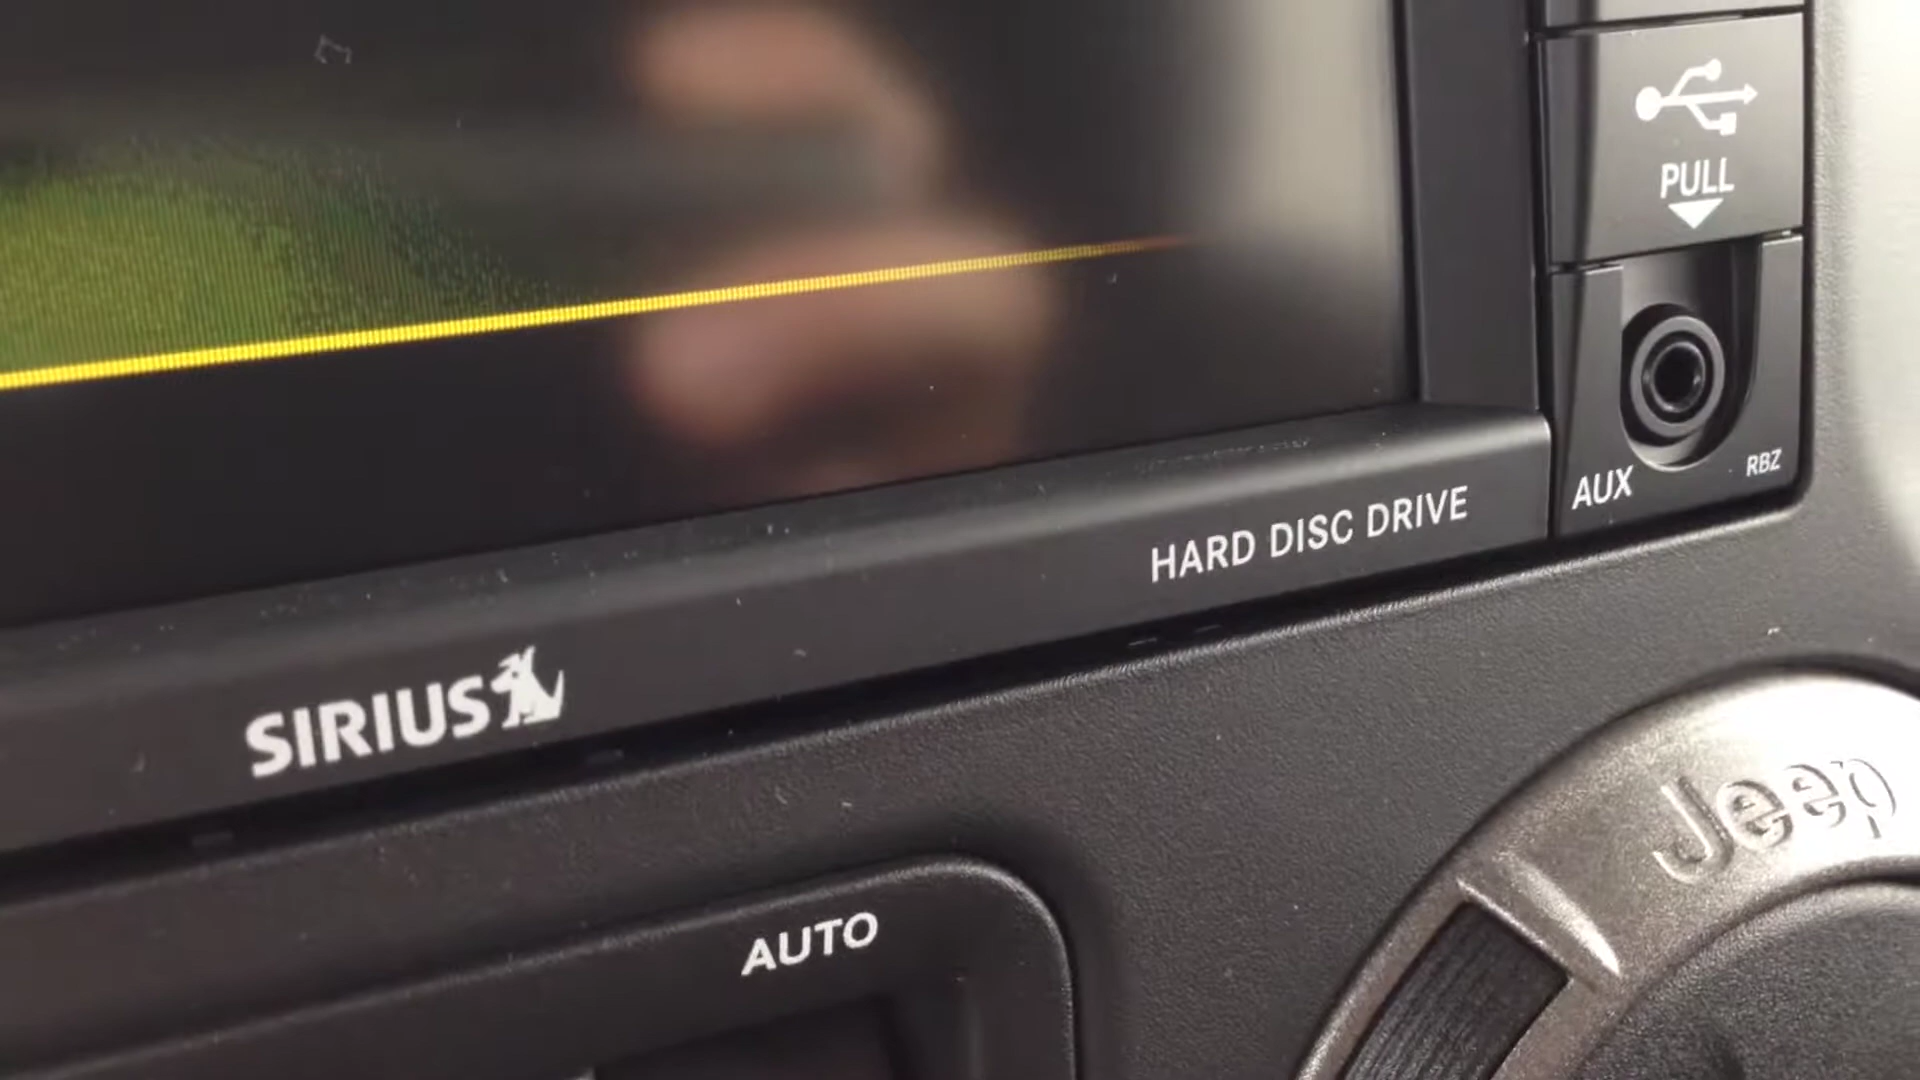 PULL
AUX
RBZ
HARD DISC DRIVE
SIRIUS
Jeep
AUTO